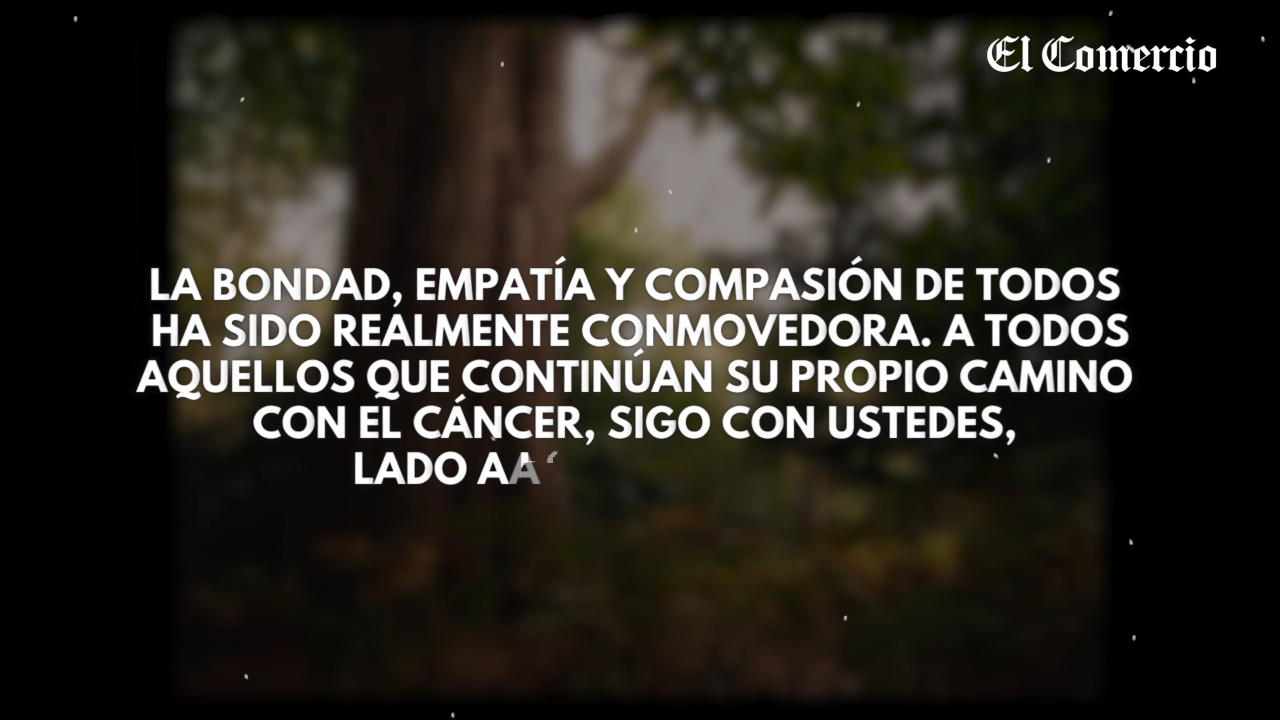 El Comercio
LA BONDAD, EMPATÍA Y COMPASIÓN DE TODOS
HA SIDO REALMENTE CONMOVEDORA. A TODOS
AQUELLOS QUE CONTINÚAN SU PROPIO CAMINO
CON EL CÁNCER, SIGO CON USTEDES,
LADO A